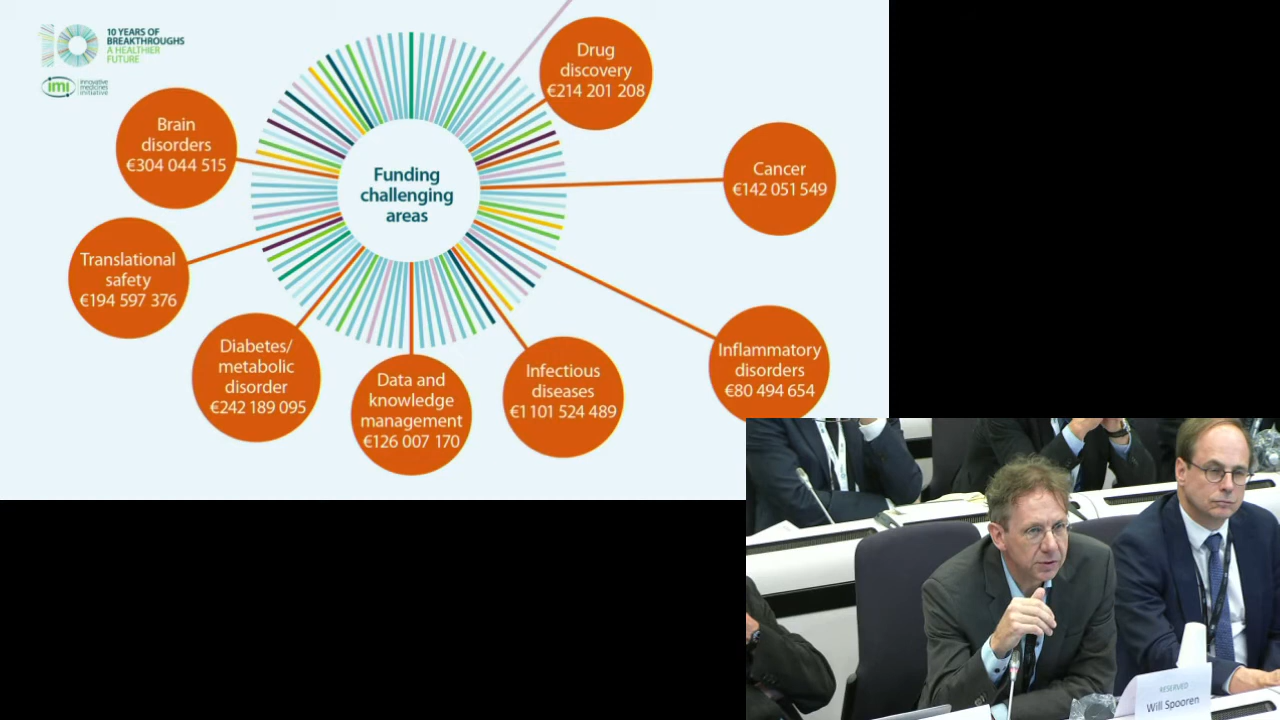 10 YEARS OF
BREAKTHROUGHS
A HEALTHIER
FUTURE
imi
innovative
medicines
initiative
Funding
challenging
areas
Drug
discovery
€214 201 208
Cancer
€142 051 549
Inflammatory
disorders
€80 494 654
Infectious
diseases
€1 101 524 489
Data and
knowledge
management
€126 007 170
Diabetes/
metabolic
disorder
€242 189 095
Translational
safety
€194 597 376
Brain
disorders
€304 044 515
RESERVED
Will Spooren